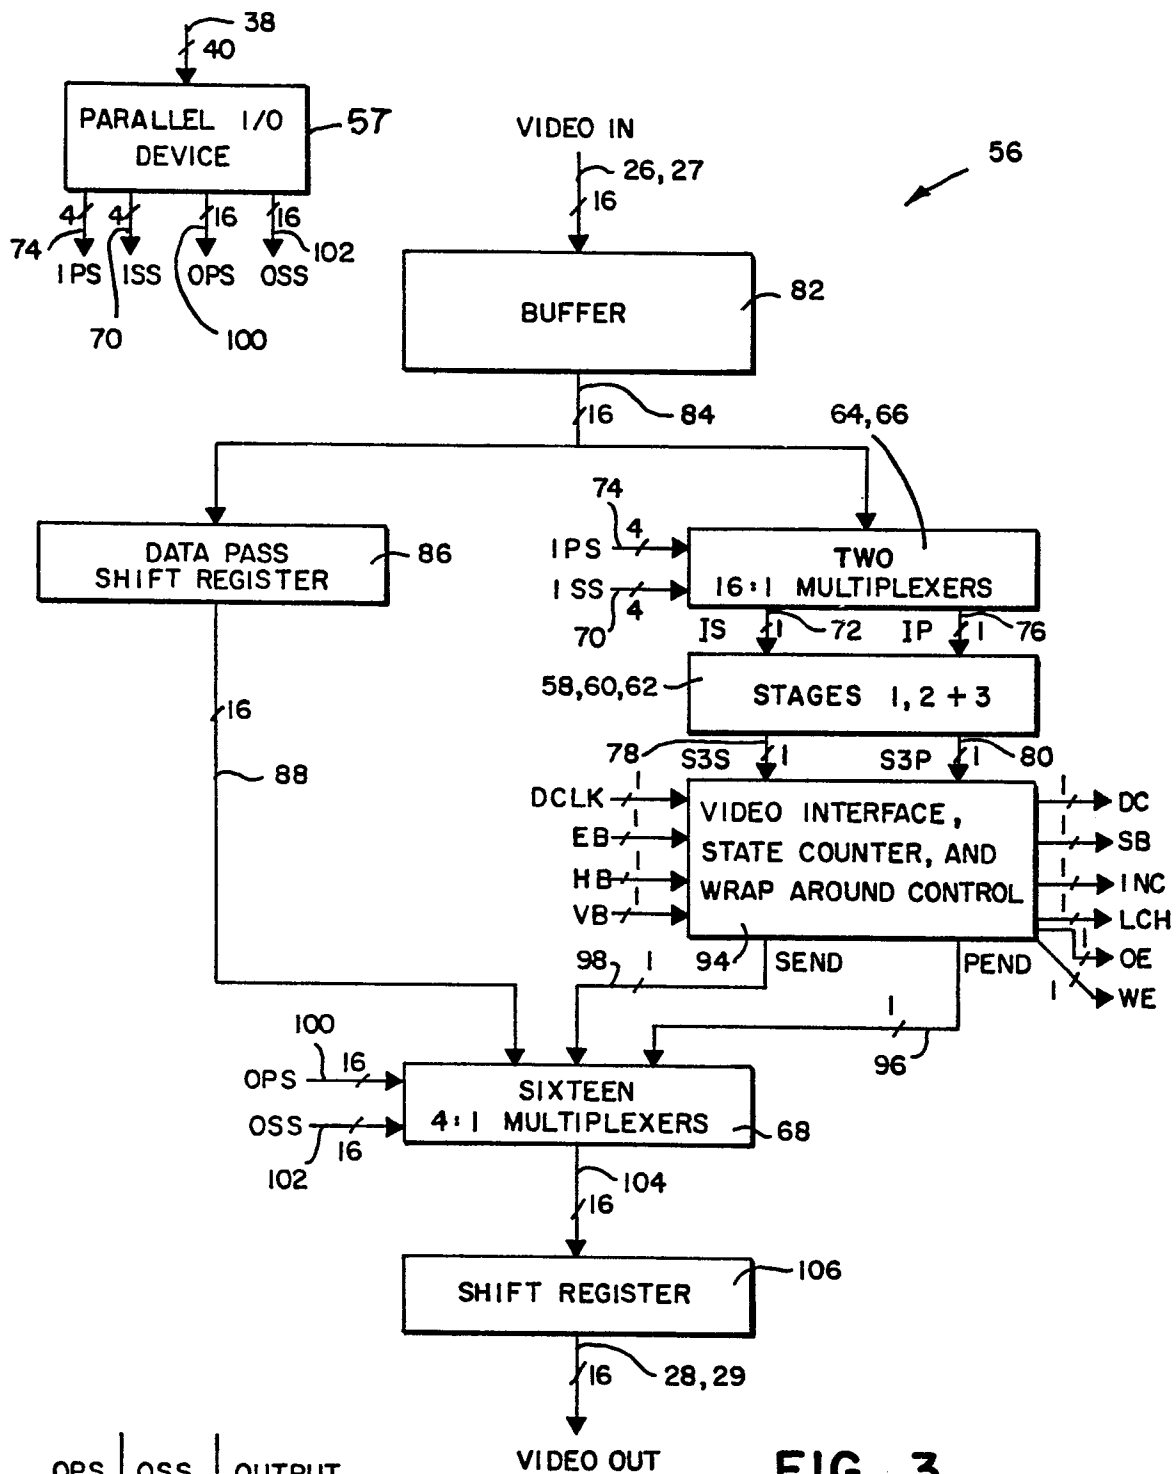 38
40
PARALLEL I/O
DEVICE
57
4 4 16 16
74 102
IPS ISS OPS OSS
70 100
VIDEO IN
26, 27
16
56
BUFFER
82
16 84
64, 66
DATA PASS
SHIFT REGISTER
86
74
IPS 4
ISS 4
70
TWO
16:1 MULTIPLEXERS
IS 1 72 IP 1 76
58, 60, 62
STAGES 1, 2 + 3
78 S3S 1 S3P 1 80
16
88
DCLK 1
EB 1
HB 1
VB 1
VIDEO INTERFACE,
STATE COUNTER, AND
WRAP AROUND CONTROL
94
1 DC
1 SB
1 INC
1 LCH
1 OE
1 WE
98 1 SEND PEND
1 96
100
OPS 16
OSS 16
102
SIXTEEN
4:1 MULTIPLEXERS
68
104
16
SHIFT REGISTER
106
16 28, 29
VIDEO OUT
OPS OSS OUTPUT
FIG. 3